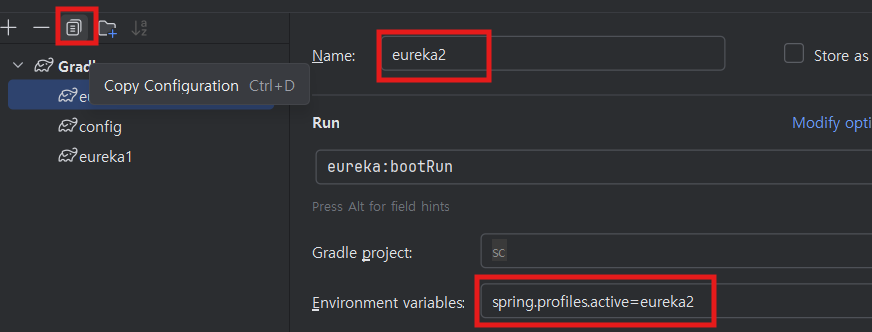 Name:
eureka2
Store as
Gradl
Copy Configuration Ctrl+D
eu
config
eureka1
Run
Modify opti
eureka:bootRun
Press Alt for field hints
Gradle project:
sc
Environment variables:
spring.profiles.active=eureka2